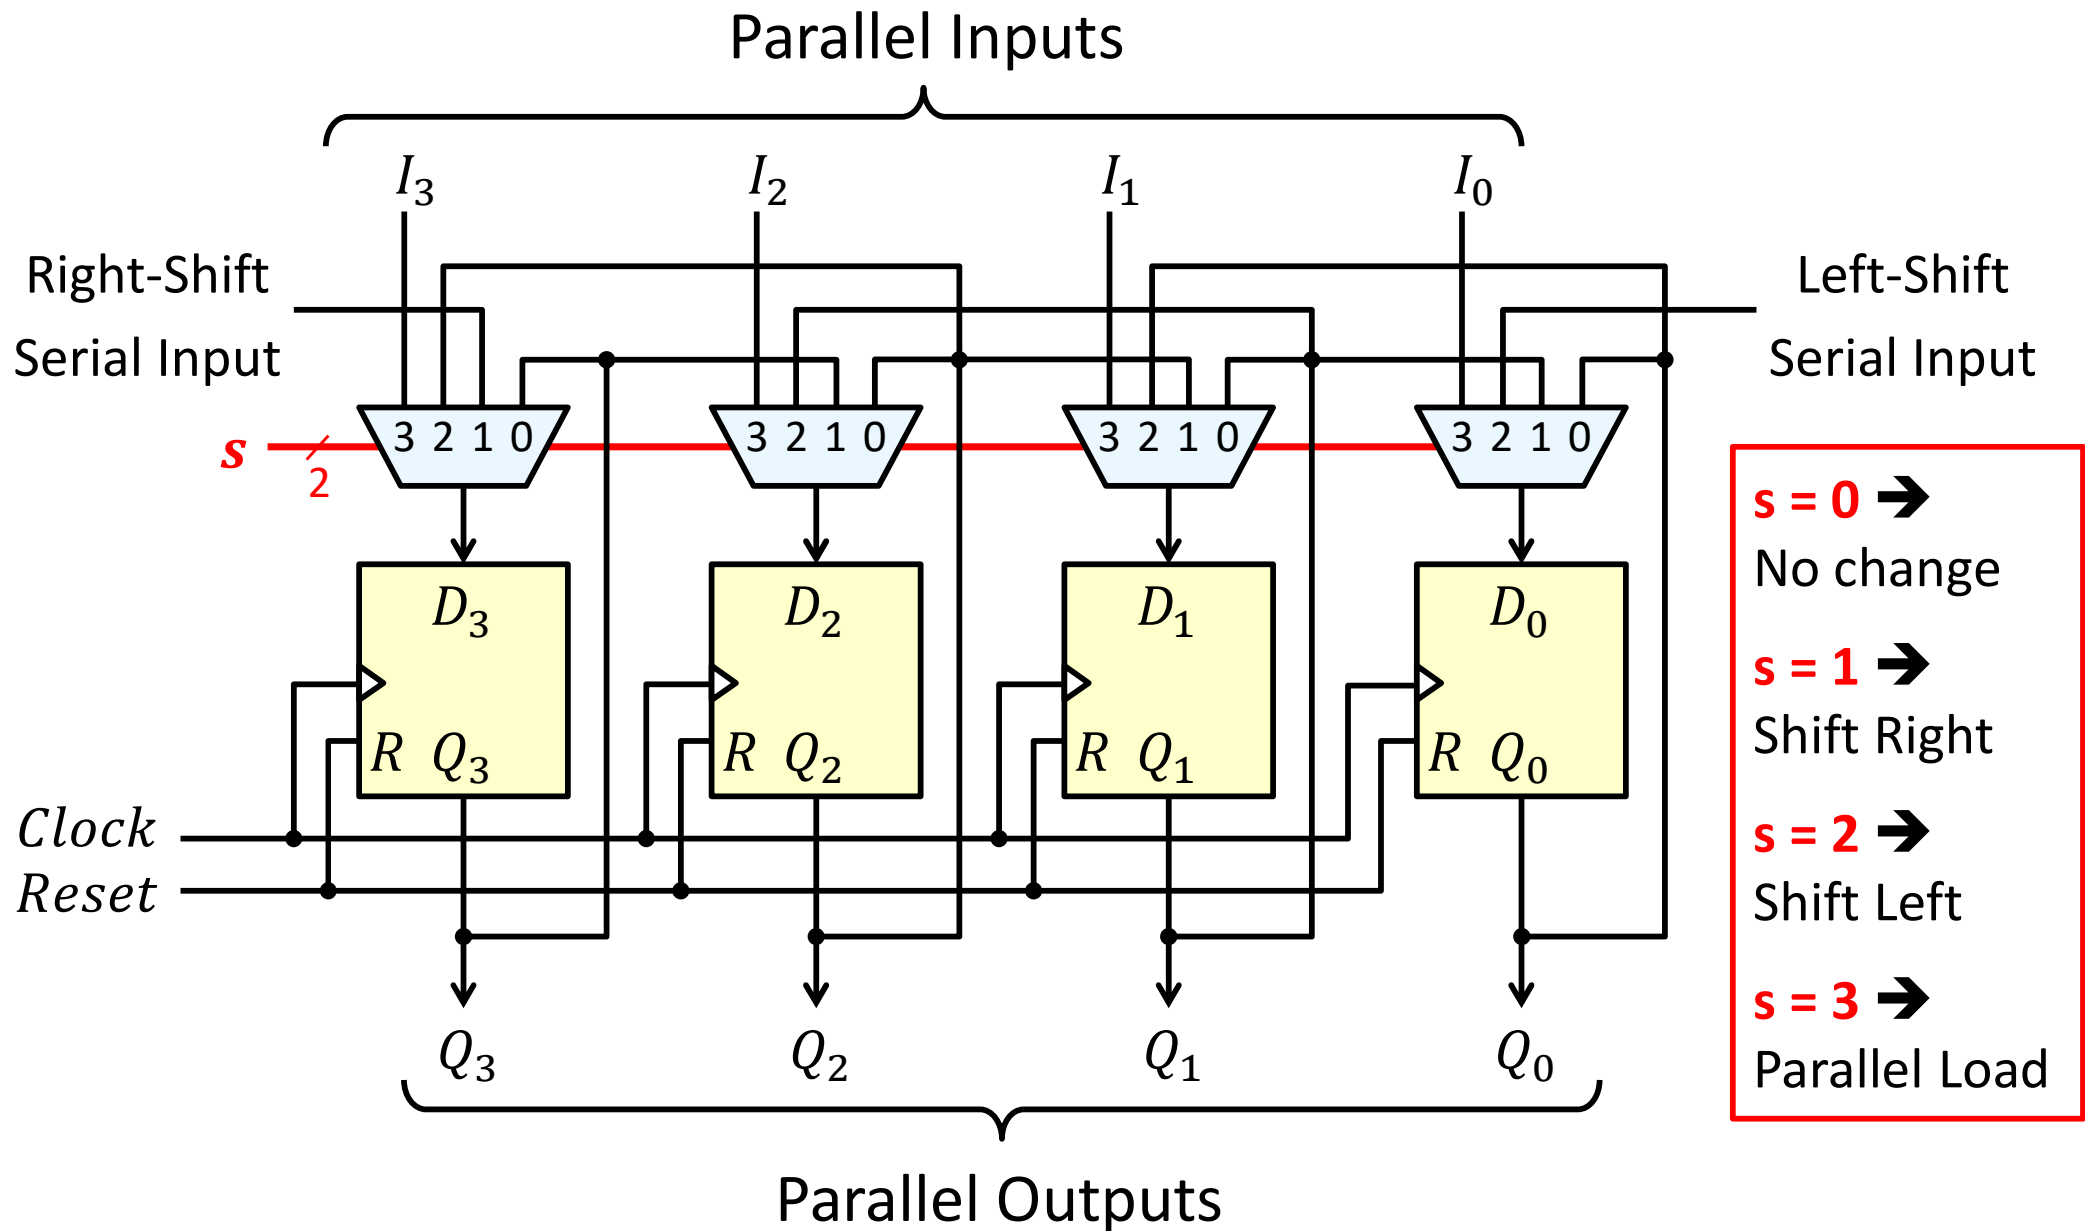 Parallel Inputs
I₃ I₂ I₁ I₀
Right-Shift
Serial Input
Left-Shift
Serial Input
s 2
3 2 1 0 3 2 1 0 3 2 1 0 3 2 1 0
D₃ D₂ D₁ D₀
R Q₃ R Q₂ R Q₁ R Q₀
Clock
Reset
Q₃ Q₂ Q₁ Q₀
Parallel Outputs
s = 0 ➔
No change
s = 1 ➔
Shift Right
s = 2 ➔
Shift Left
s = 3 ➔
Parallel Load